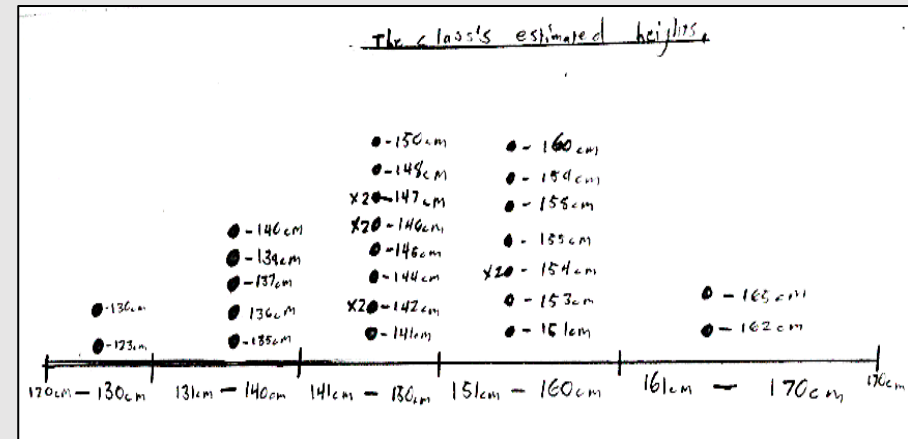 The class's estimated heights.
- 150cm - 160cm
- 148cm - 159cm
x2 - 147cm - 158cm
- 140cm x2 - 146cm - 155cm
- 139cm - 145cm x2 - 154cm
- 137cm - 144cm - 153cm - 165cm
- 130cm 136cm x2 - 142cm - 151cm - 162cm
- 123cm - 135cm - 141cm
120cm - 130cm 131cm - 140cm 141cm - 150cm 151cm - 160cm 161cm - 170cm 170cm